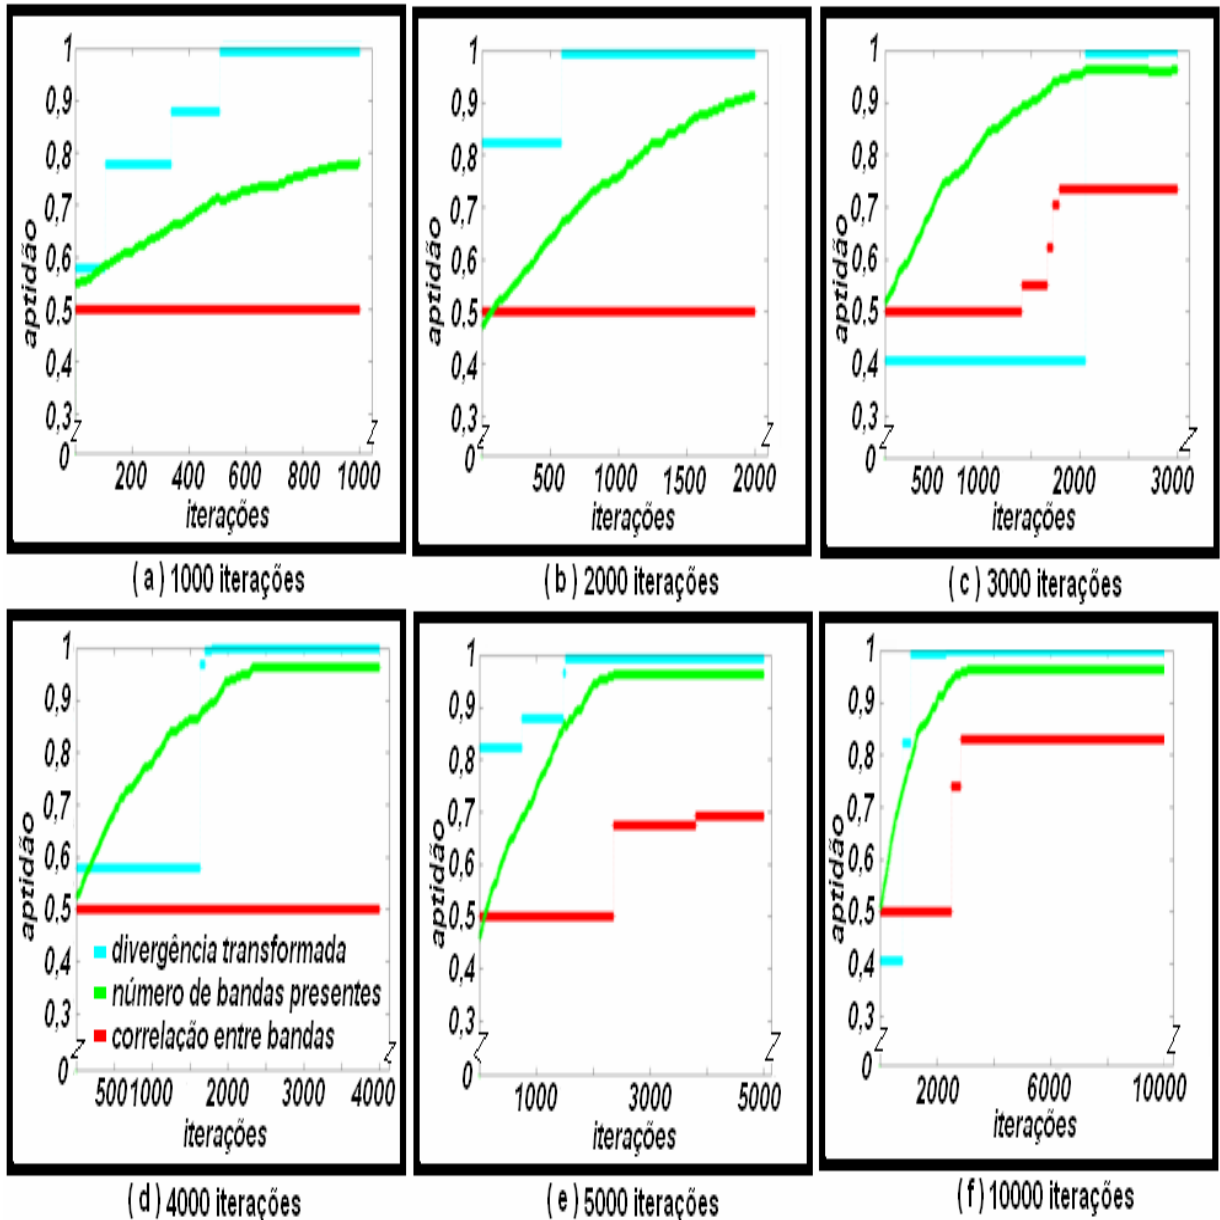 1
0,9
0,8
0,7
0,6
0,5
0,4
0,3
0
aptidão
200 400 600 800 1000
iterações
( a ) 1000 iterações
1
0,9
0,8
0,7
0,6
0,5
0,4
0,3
0
aptidão
500 1000 1500 2000
iterações
( b ) 2000 iterações
1
0,9
0,8
0,7
0,6
0,5
0,4
0,3
0
aptidão
500 1000 2000 3000
iterações
( c ) 3000 iterações
1
0,9
0,8
0,7
0,6
0,5
0,4
0,3
0
aptidão
divergência transformada
número de bandas presentes
correlação entre bandas
500 1000 2000 3000 4000
iterações
( d ) 4000 iterações
1
0,9
0,8
0,7
0,6
0,5
0,4
0,3
0
aptidão
1000 3000 5000
iterações
( e ) 5000 iterações
1
0,9
0,8
0,7
0,6
0,5
0,4
0,3
0
aptidão
2000 6000 10000
iterações
( f ) 10000 iterações